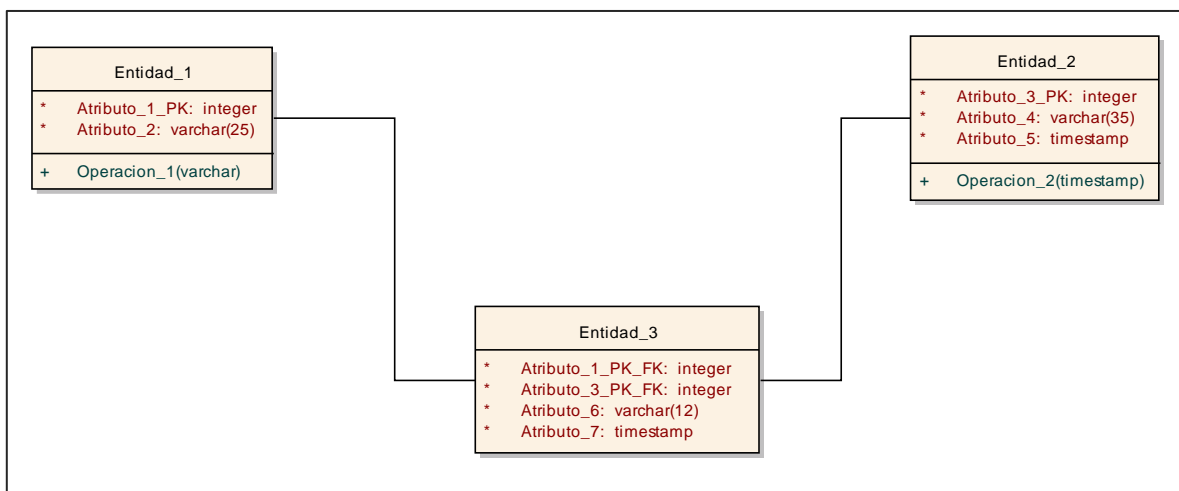 Entidad_1
* Atributo_1_PK: integer
* Atributo_2: varchar(25)
+ Operacion_1(varchar)
Entidad_2
* Atributo_3_PK: integer
* Atributo_4: varchar(35)
* Atributo_5: timestamp
+ Operacion_2(timestamp)
Entidad_3
* Atributo_1_PK_FK: integer
* Atributo_3_PK_FK: integer
* Atributo_6: varchar(12)
* Atributo_7: timestamp